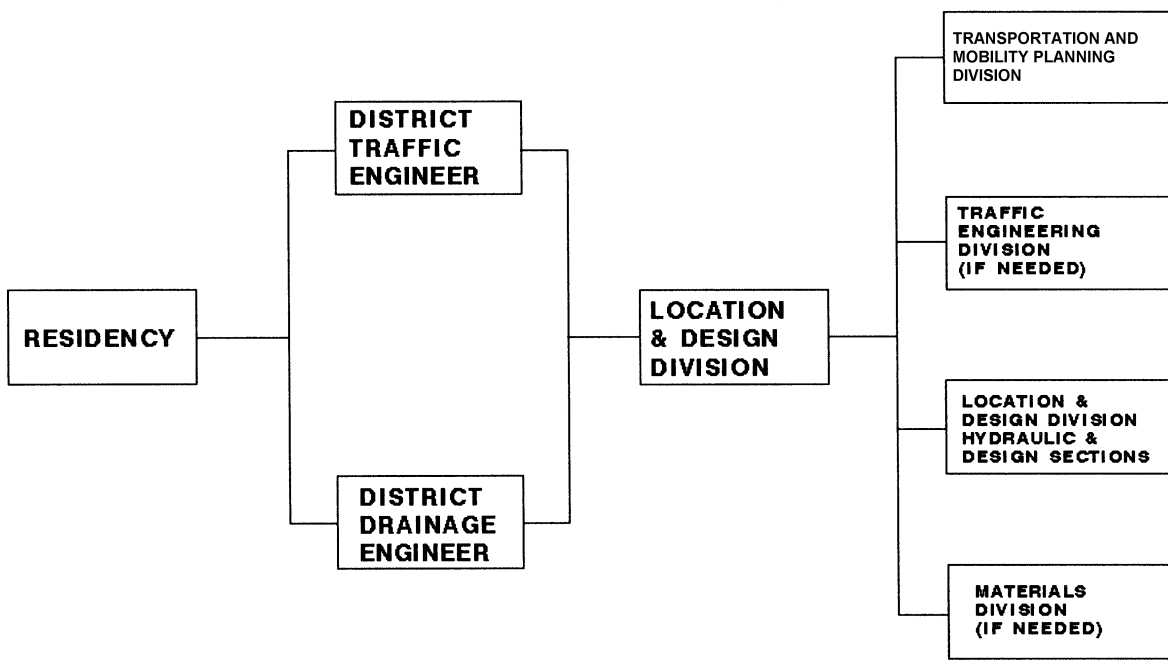 RESIDENCY
DISTRICT
TRAFFIC
ENGINEER
DISTRICT
DRAINAGE
ENGINEER
LOCATION
& DESIGN
DIVISION
TRANSPORTATION AND
MOBILITY PLANNING
DIVISION
TRAFFIC
ENGINEERING
DIVISION
(IF NEEDED)
LOCATION &
DESIGN DIVISION
HYDRAULIC &
DESIGN SECTIONS
MATERIALS
DIVISION
(IF NEEDED)